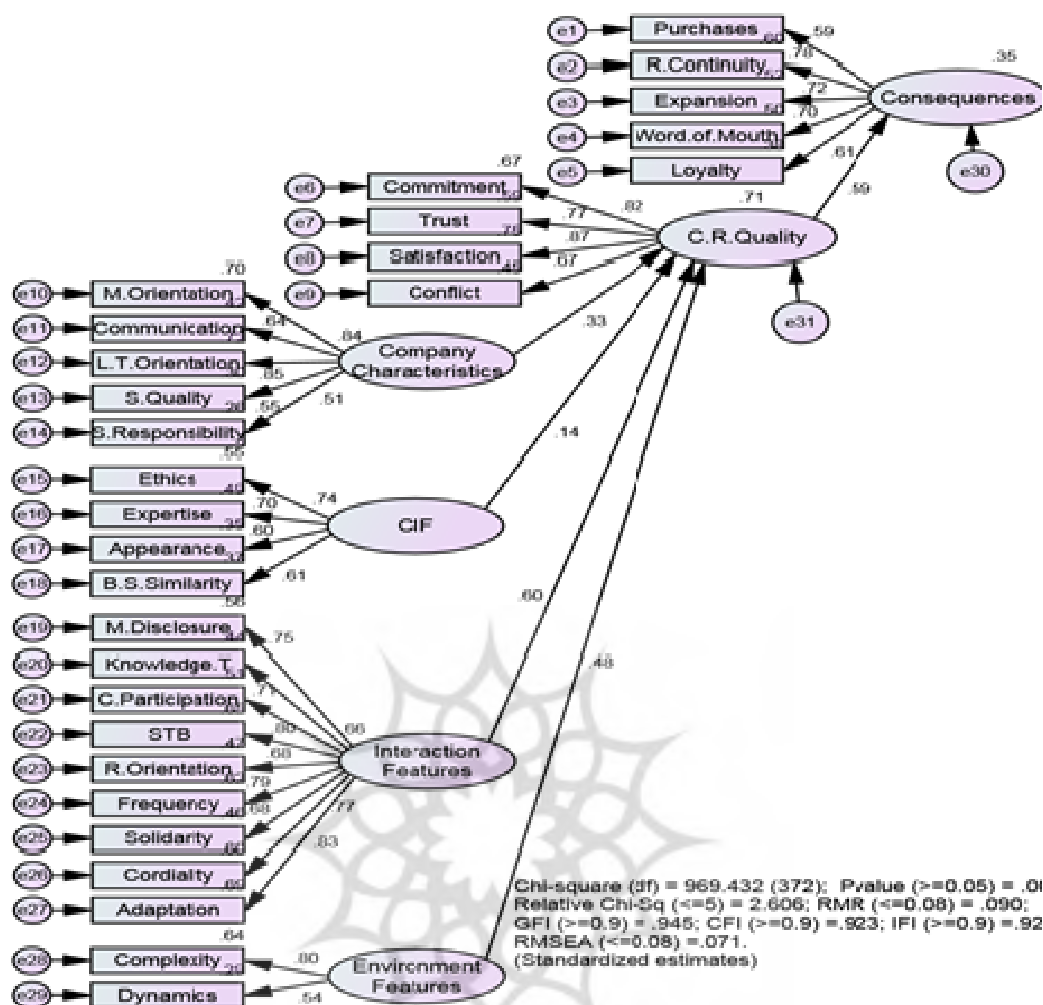 e1 Purchases .59
e2 R.Continuity .78 .35
e3 Expansion .72 Consequences
e4 Word.of.Mouth .70
e5 Loyalty .61 e30
.67 .59
e6 Commitment .82 .71
e7 Trust .77 C.R.Quality
e8 Satisfaction .87
e9 Conflict .67
.70
e10 M.Orientation e31
e11 Communication .64 .33
e12 L.T.Orientation .84 Company
Characteristics
e13 S.Quality .85
e14 S.Responsibility .55 .51
.14
.55
e15 Ethics .74
e16 Expertise .70 CIF
e17 Appearance .60
e18 B.S.Similarity .61
.56 .60
e19 M.Disclosure .75
e20 Knowledge.T .71 .48
e21 C.Participation
e22 STB .80 .66
e23 R.Orientation .68 Interaction
Features
e24 Frequency .79
e25 Solidarity .68
e26 Cordialty .77
e27 Adaptation .83
Chi-square (df) = 969.432 (372); Pvalue (>=0.05) =
Relative Chi-Sq (<=5) = 2.606; RMR (<=0.08) = .090;
GFI (>=0.9) = .945; CFI (>=0.9) =.923; IFI (>=0.9) =.92
RMSEA (<=0.08) =.071.
(Standardized estimates)
.64
e28 Complexity .80 Environment
Features
e29 Dynamics .54